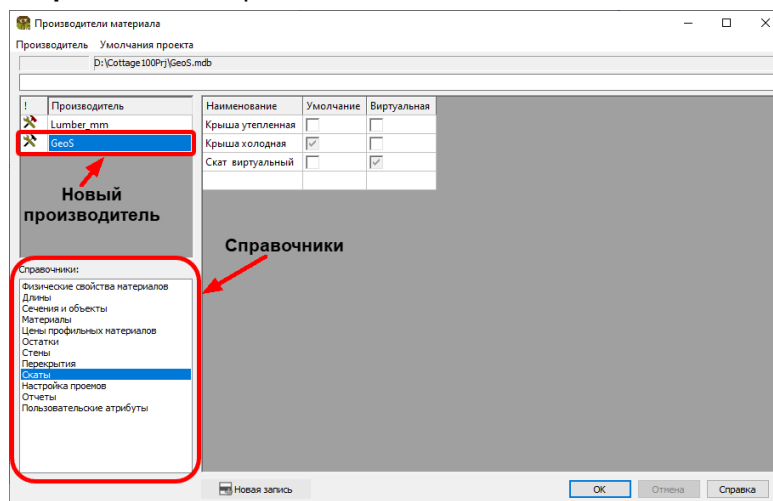 Производители материала
Производитель Умолчания проекта
D:\Cottage100Prj\GeoS.mdb
! Производитель
Lumber_mm
GeoS
Наименование Умолчание Виртуальная
Крыша утепленная
Крыша холодная
Скат виртуальный
Новый
производитель
Справочники
Справочники:
Физические свойства материалов
Длины
Сечения и объекты
Материалы
Цены профильных материалов
Остатки
Стены
Перекрытия
Скаты
Настройка проемов
Отчеты
Пользовательские атрибуты
Новая запись
ОК Отмена Справка